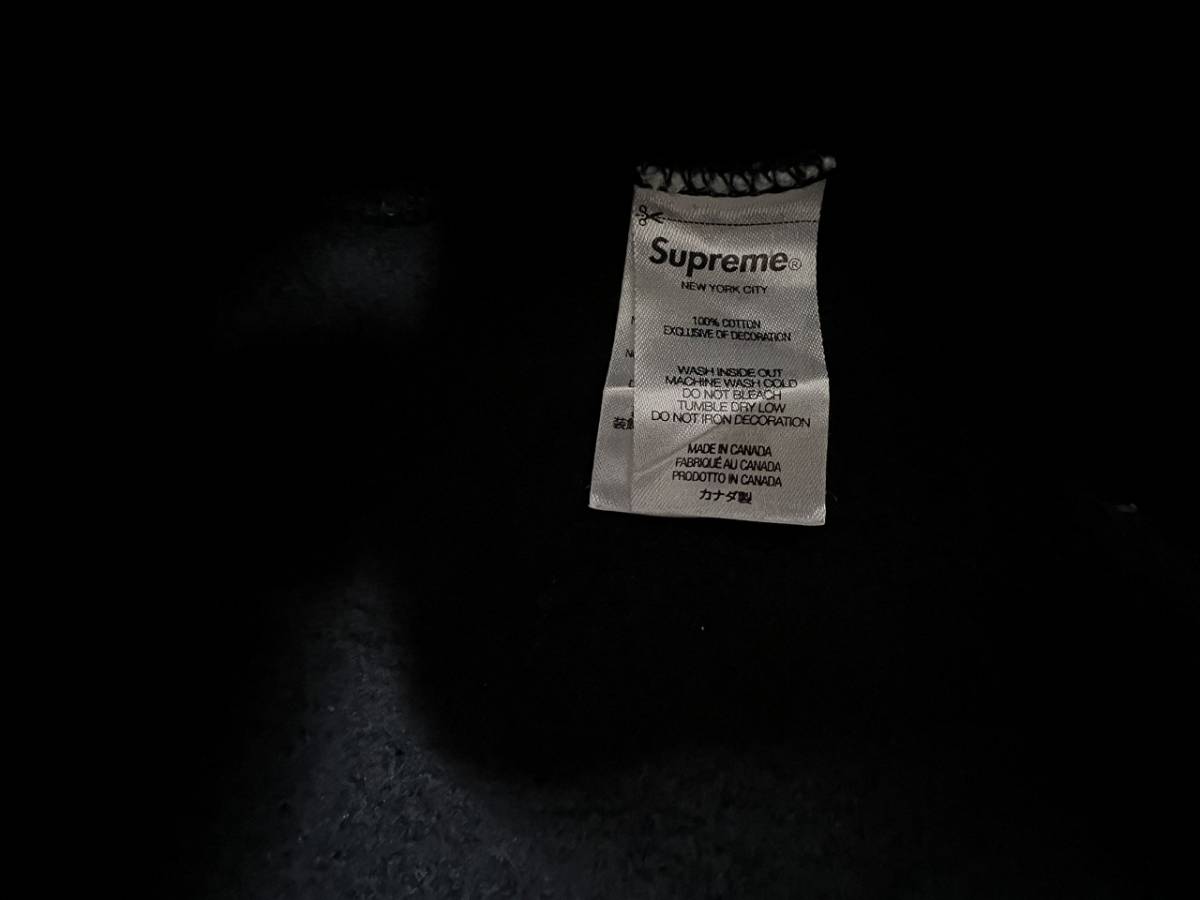 Supreme®
NEW YORK CITY
100% COTTON
EXCLUSIVE OF DECORATION
WASH INSIDE OUT
MACHINE WASH COLD
DO NOT BLEACH
TUMBLE DRY LOW
DO NOT IRON DECORATION
MADE IN CANADA
FABRIQUÉ AU CANADA
PRODOTTO IN CANADA
カナダ製